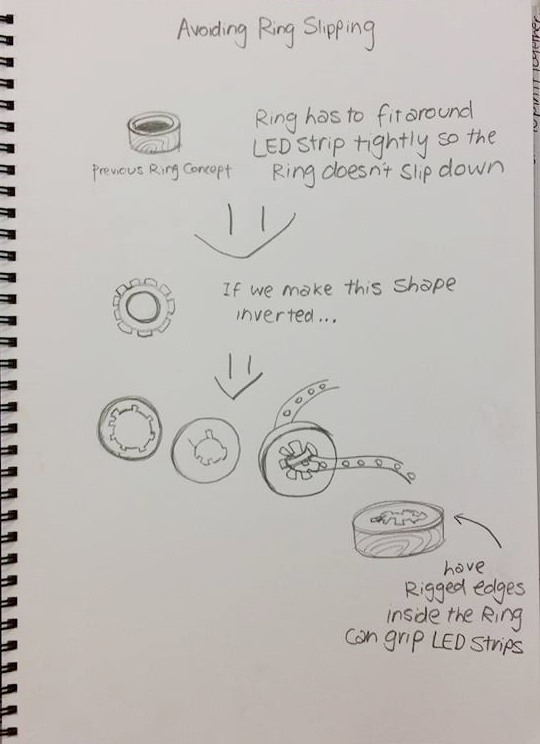 Avoiding Ring Slipping
Ring has to fit around
LED strip tightly so the
Ring doesn't slip down
Previous Ring Concept
If we make this shape
inverted...
have
Rigged edges
inside the Ring
can grip LED strips
together